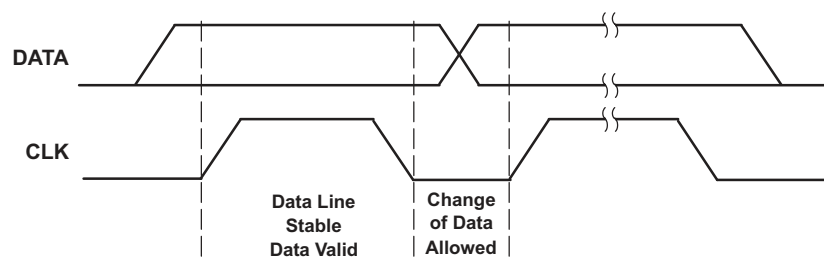 DATA
CLK
Data Line
Stable
Data Valid
Change
of Data
Allowed